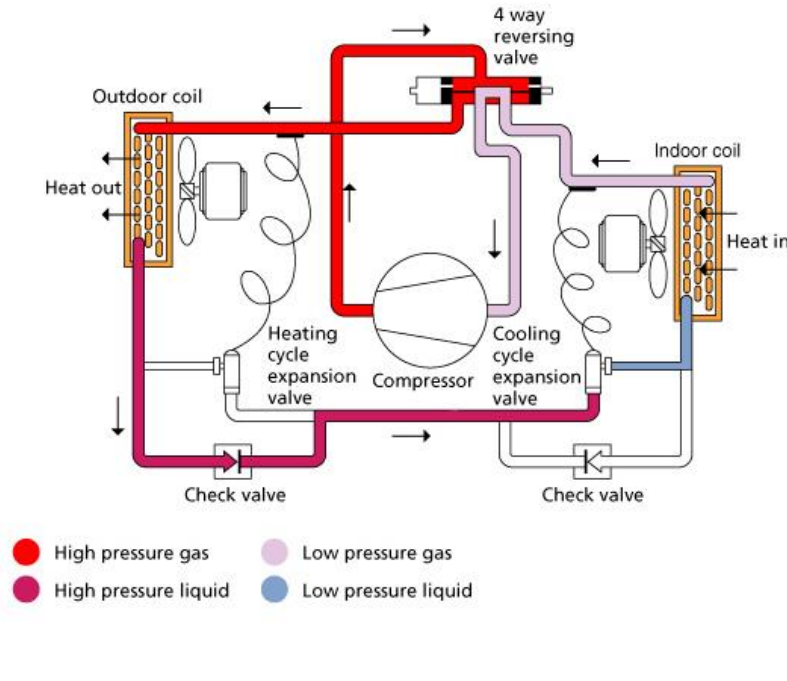 4 way
reversing
valve
Outdoor coil
Indoor coil
Heat out
Heat in
Heating
cycle
expansion
valve
Compressor
Cooling
cycle
expansion
valve
Check valve
Check valve
High pressure gas
Low pressure gas
High pressure liquid
Low pressure liquid